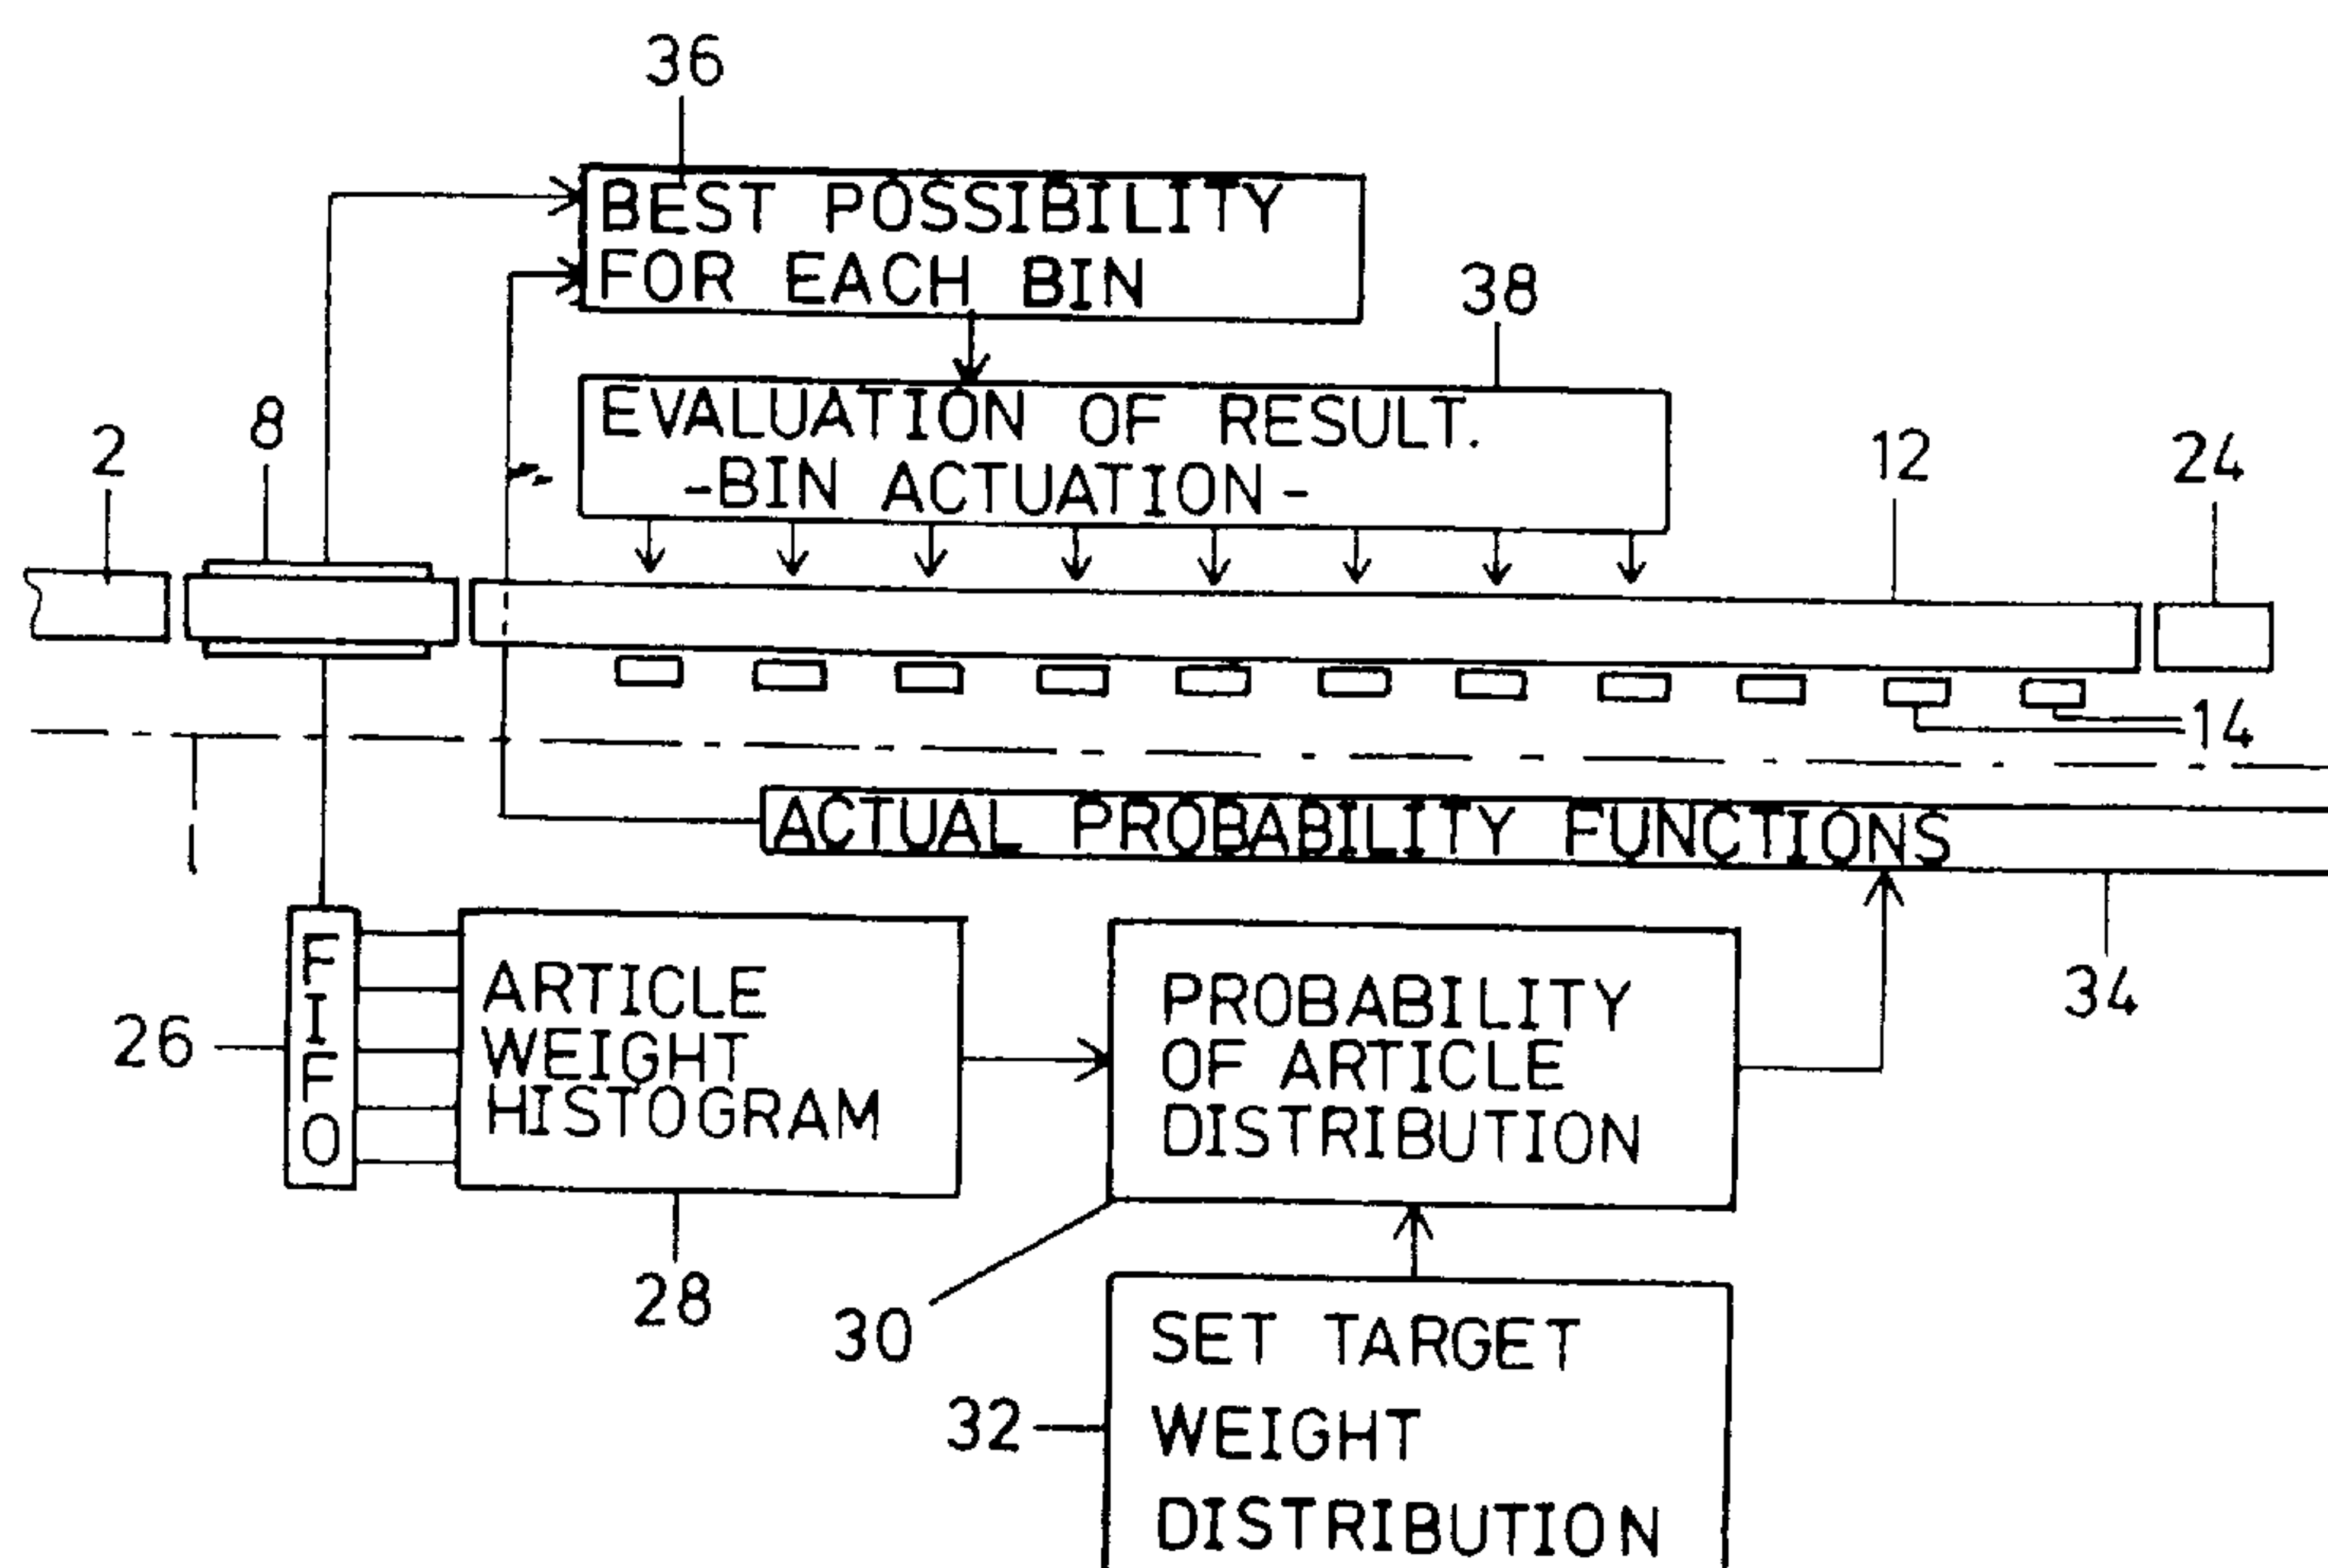 36
BEST POSSIBILITY
FOR EACH BIN
38
EVALUATION OF RESULT.
-BIN ACTUATION-
2
8
12
24
14
ACTUAL PROBABILITY FUNCTIONS
34
26
FIFO
ARTICLE
WEIGHT
HISTOGRAM
28
PROBABILITY
OF ARTICLE
DISTRIBUTION
30
32
SET TARGET
WEIGHT
DISTRIBUTION